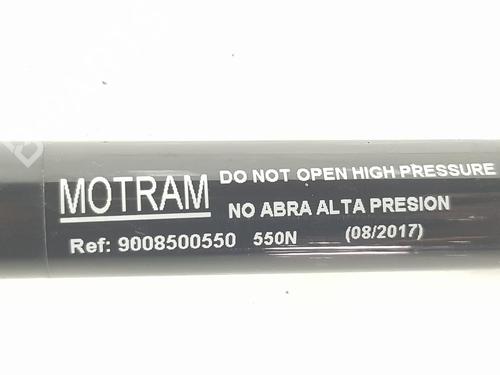 MOTRAM
DO NOT OPEN HIGH PRESSURE
NO ABRA ALTA PRESION
Ref: 9008500550 550N (08/2017)